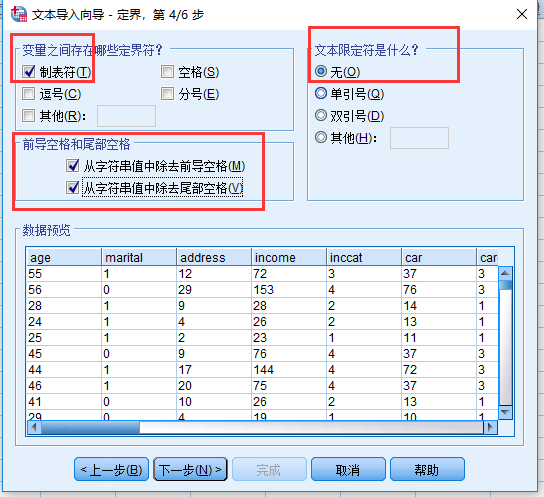 文本导入向导 - 定界，第 4/6 步
变量之间存在哪些定界符？
制表符(T) 空格(S)
逗号(C) 分号(E)
其他(R)：
文本限定符是什么？
无(O)
单引号(Q)
双引号(D)
其他(H)：
前导空格和尾部空格
从字符串值中除去前导空格(M)
从字符串值中除去尾部空格(V)
数据预览
age marital address income inccat car car
55 1 12 72 3 37 3
56 0 29 153 4 76 3
28 1 9 28 2 14 1
24 1 4 26 2 13 1
25 1 2 23 1 11 1
45 0 9 76 4 37 3
44 1 17 144 4 72 3
46 1 20 75 4 37 3
41 0 10 26 2 13 1
29 0 4 19 1 10 1
< 上一步(B) 下一步(N) > 完成 取消 帮助